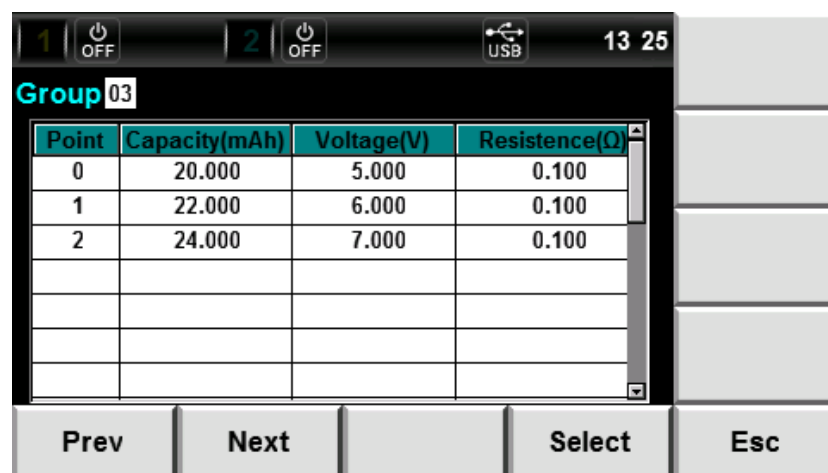 1 OFF 2 OFF USB 13 25
Group 03
Point Capacity(mAh) Voltage(V) Resistence(Ω)
0 20.000 5.000 0.100
1 22.000 6.000 0.100
2 24.000 7.000 0.100
Prev Next Select Esc